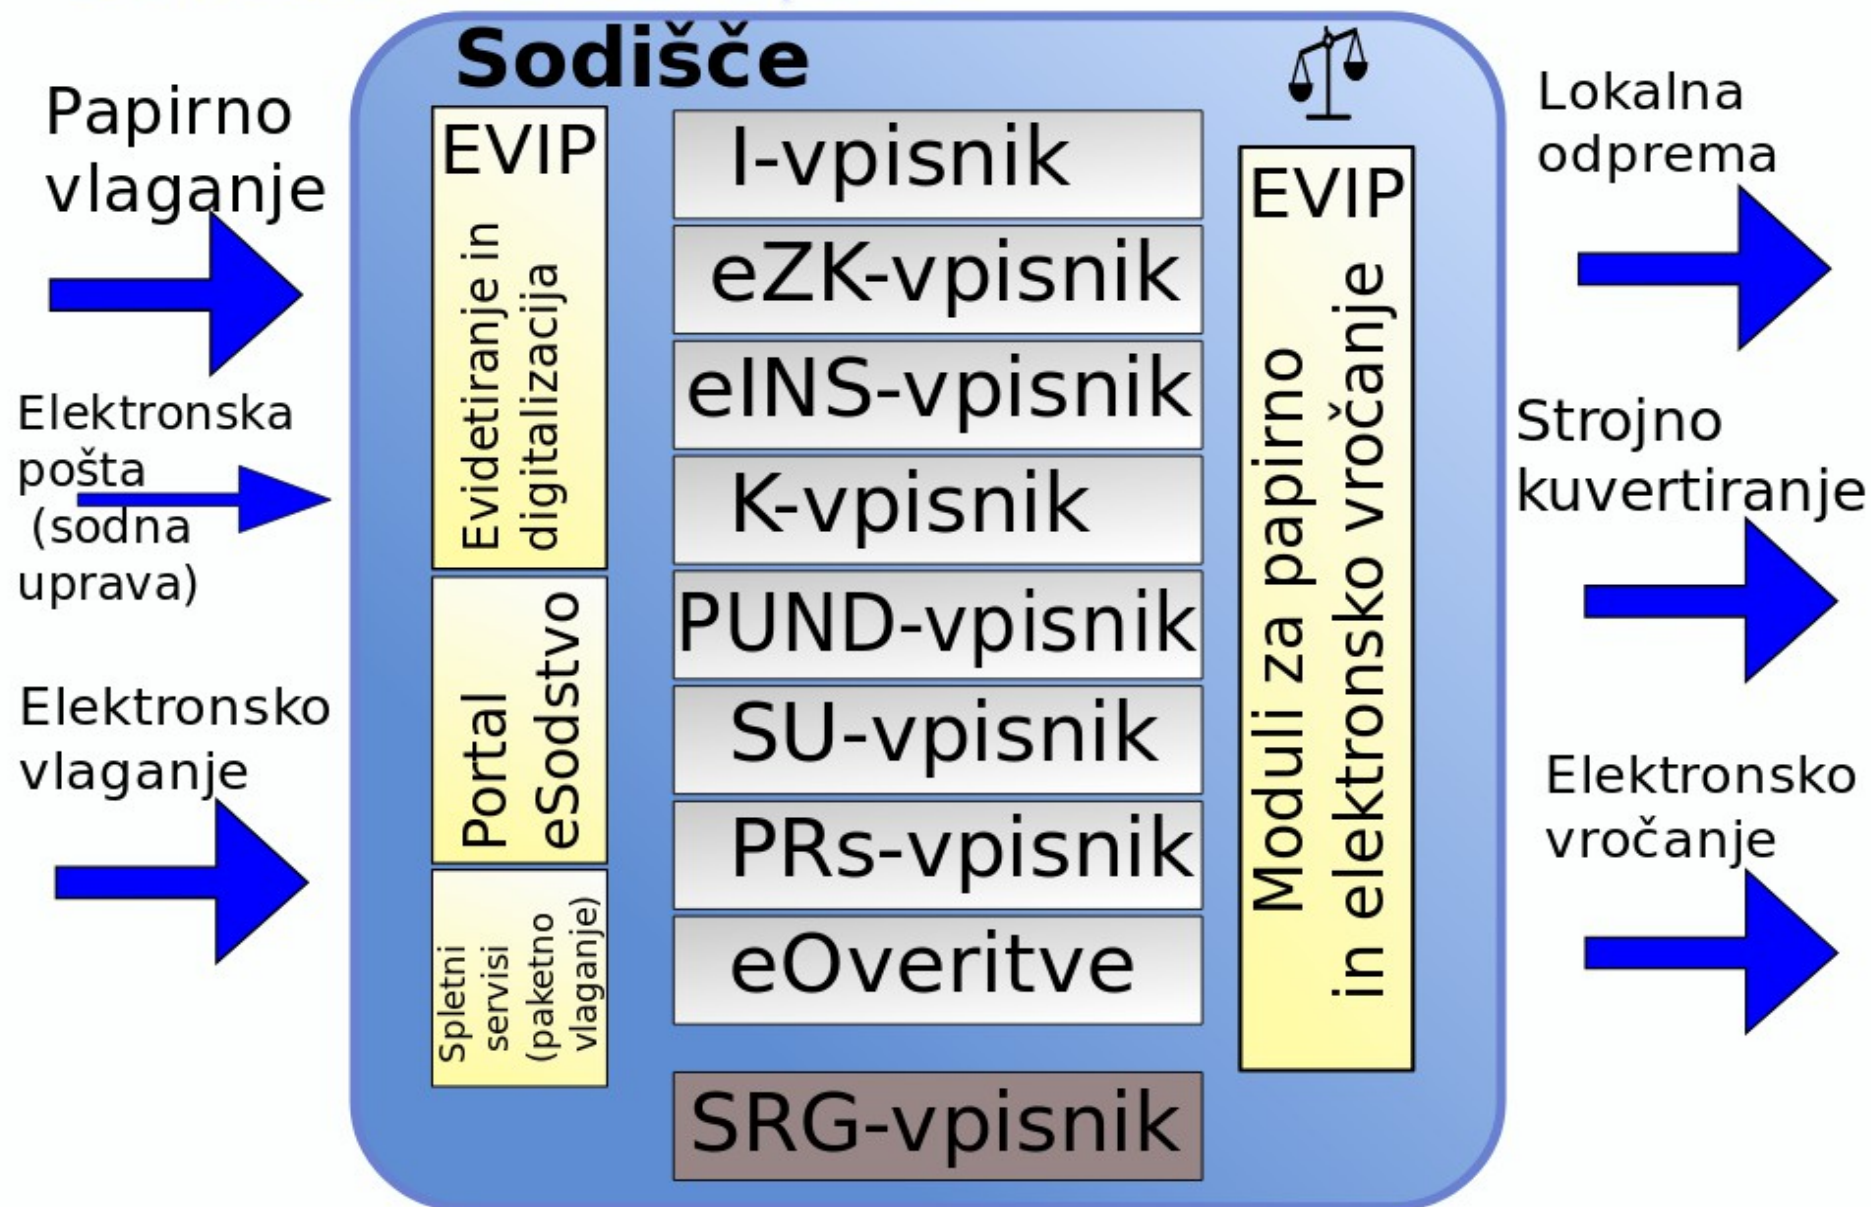 Sodišče
Papirno
vlaganje
Elektronska
pošta
(sodna
uprava)
Elektronsko
vlaganje
EVIP
Evidetiranje in
digitalizacija
Portal
eSodstvo
Spletni
servisi
(paketno
vlaganje)
I-vpisnik
eZK-vpisnik
eINS-vpisnik
K-vpisnik
PUND-vpisnik
SU-vpisnik
PRs-vpisnik
eOveritve
SRG-vpisnik
EVIP
Moduli za papirno
in elektronsko vročanje
Lokalna
odprema
Strojno
kuvertiranje
Elektronsko
vročanje